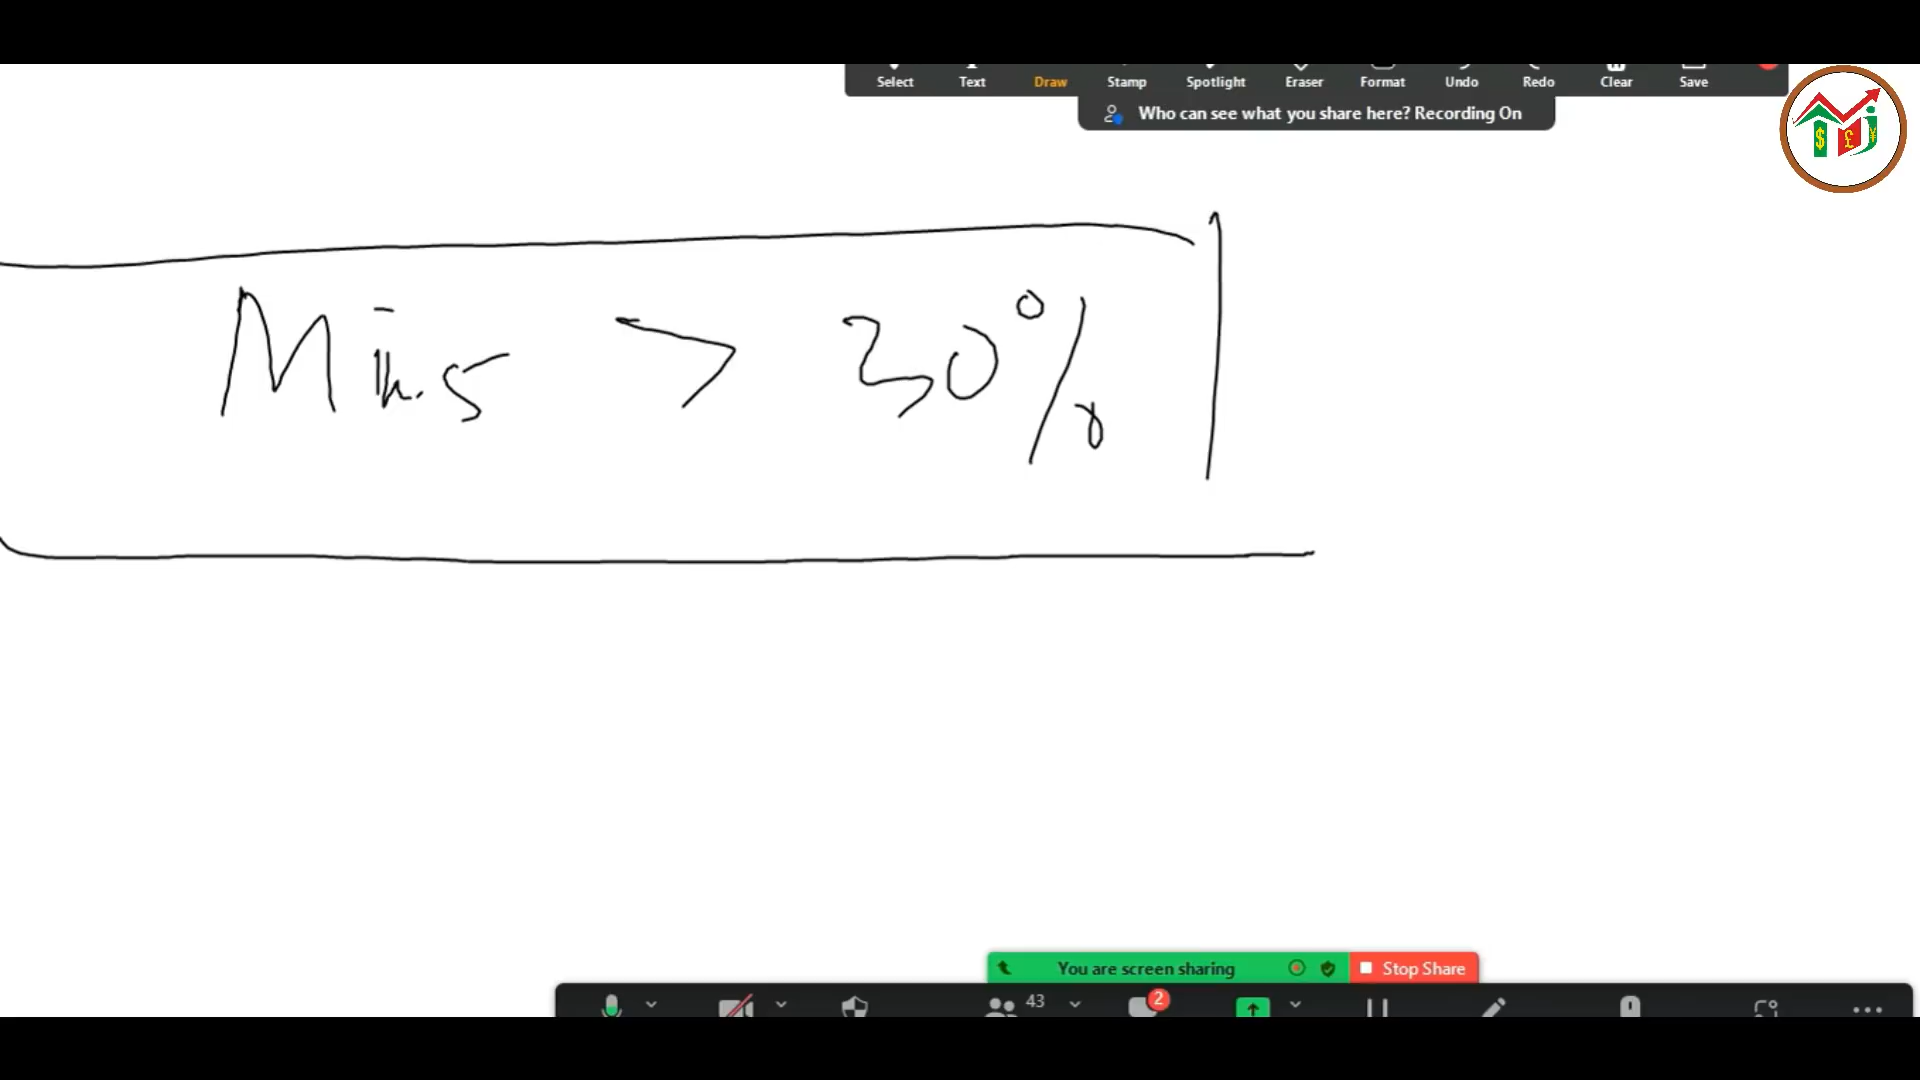 Select Text Draw Stamp Spotlight Eraser Format Undo Redo Clear Save
Who can see what you share here? Recording On
$ £ ¥
> 30%
You are screen sharing Stop Share
43 2